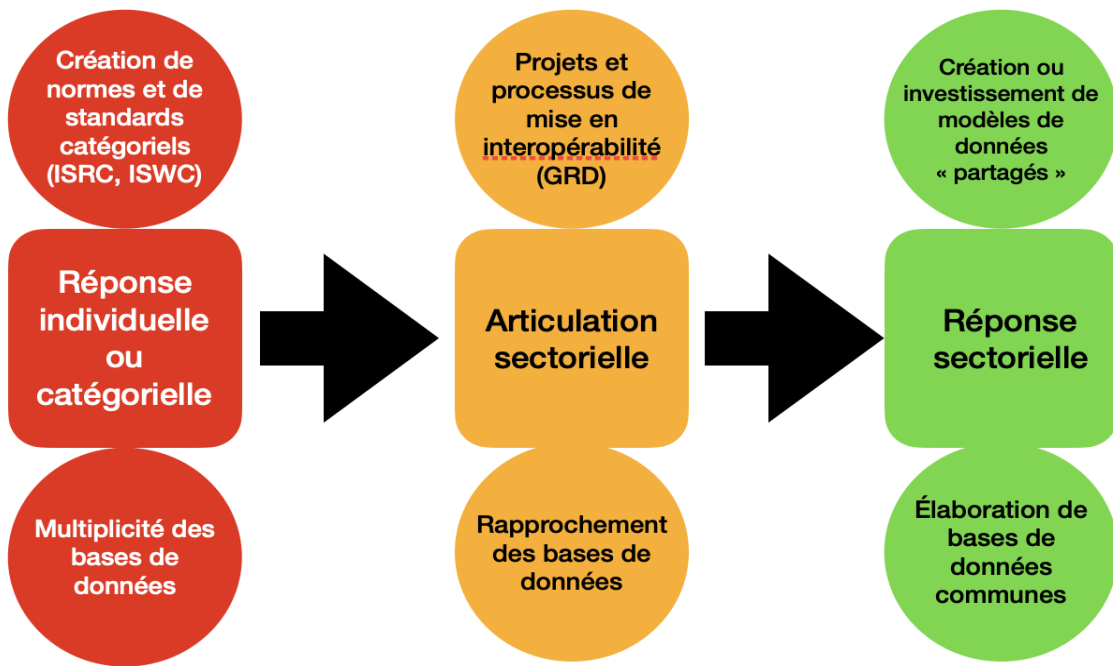 Création de
normes et de
standards
catégoriels
(ISRC, ISWC)
Réponse
individuelle
ou
catégorielle
Multiplicité des
bases de
données
Projets et
processus de
mise en
interopérabilité
(GRD)
Articulation
sectorielle
Rapprochement
des bases de
données
Création ou
investissement de
modèles de
données
« partagés »
Réponse
sectorielle
Élaboration de
bases de
données
communes